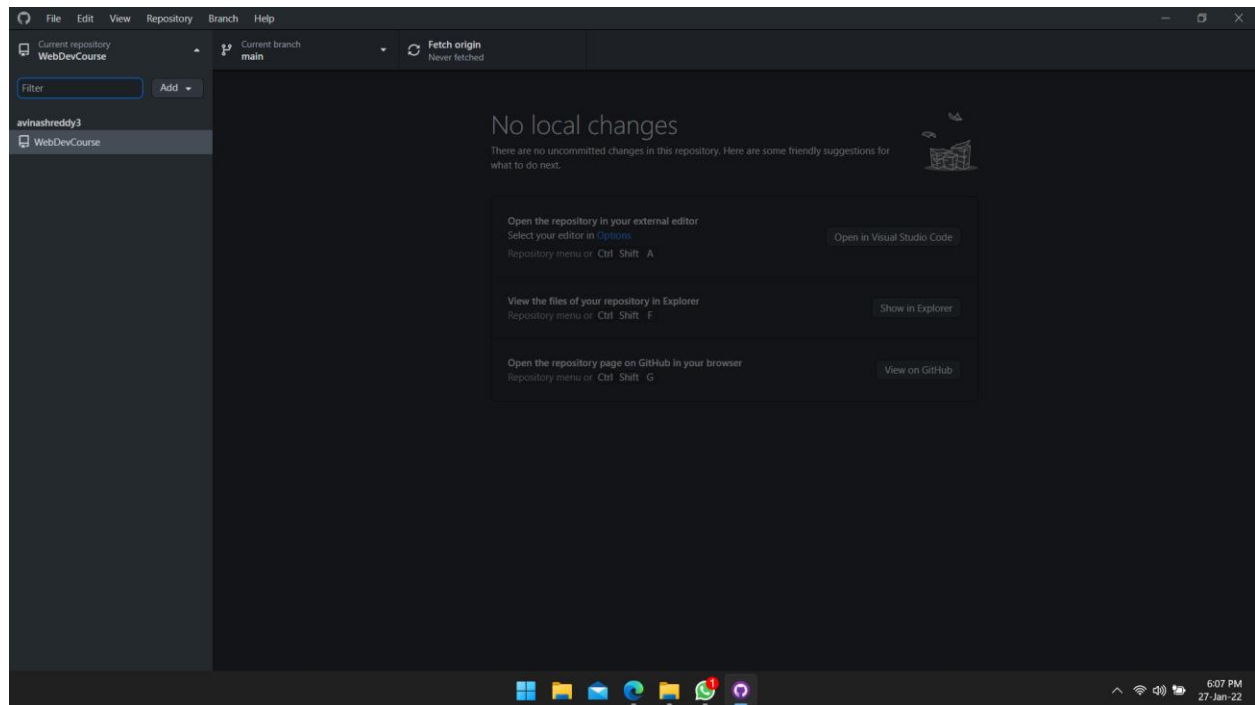 File Edit View Repository Branch Help
Current repository
WebDevCourse
Current branch
main
Fetch origin
Never fetched
Filter
Add
avinashreddy3
WebDevCourse
No local changes
There are no uncommitted changes in this repository. Here are some friendly suggestions for
what to do next.
Open the repository in your external editor
Select your editor in Options
Repository menu or Ctrl Shift A
Open in Visual Studio Code
View the files of your repository in Explorer
Repository menu or Ctrl Shift F
Show in Explorer
Open the repository page on GitHub in your browser
Repository menu or Ctrl Shift G
View on GitHub
1
6:07 PM
27-Jan-22